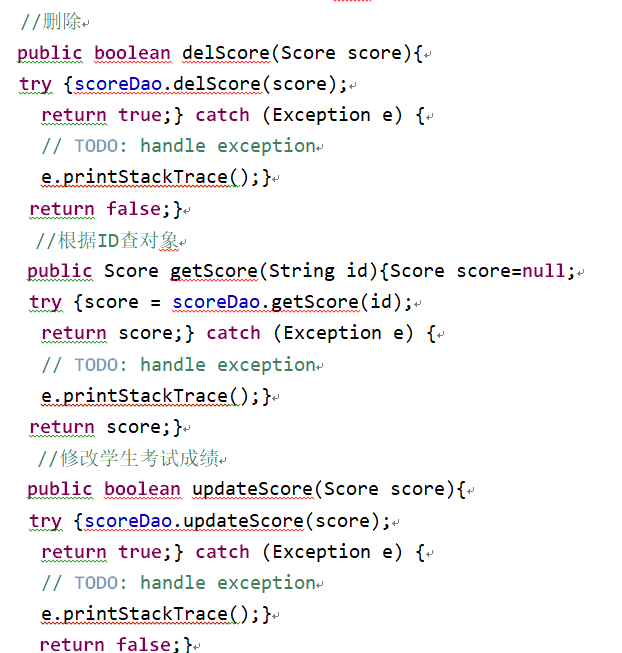 //删除
public boolean delScore(Score score){
try {scoreDao.delScore(score);
return true;} catch (Exception e) {
// TODO: handle exception
e.printStackTrace();}
return false;}
//根据ID查对象
public Score getScore(String id){Score score=null;
try {score = scoreDao.getScore(id);
return score;} catch (Exception e) {
// TODO: handle exception
e.printStackTrace();}
return score;}
//修改学生考试成绩
public boolean updateScore(Score score){
try {scoreDao.updateScore(score);
return true;} catch (Exception e) {
// TODO: handle exception
e.printStackTrace();}
return false;}